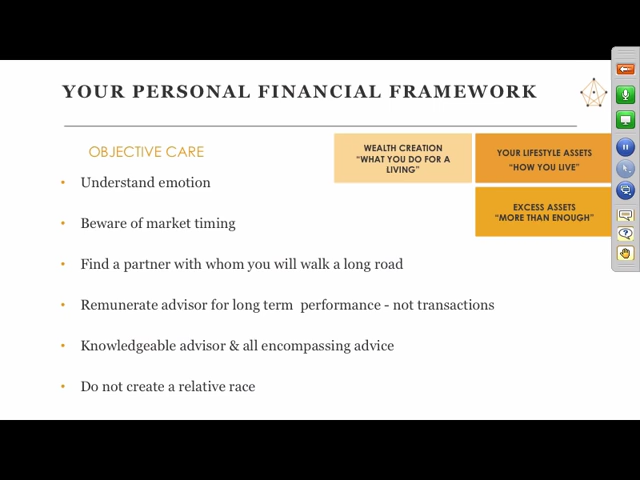 YOUR PERSONAL FINANCIAL FRAMEWORK
OBJECTIVE CARE
WEALTH CREATION
“WHAT YOU DO FOR A
LIVING”
YOUR LIFESTYLE ASSETS
“HOW YOU LIVE”
EXCESS ASSETS
“MORE THAN ENOUGH”
• Understand emotion
• Beware of market timing
• Find a partner with whom you will walk a long road
• Remunerate advisor for long term performance - not transactions
• Knowledgeable advisor & all encompassing advice
• Do not create a relative race